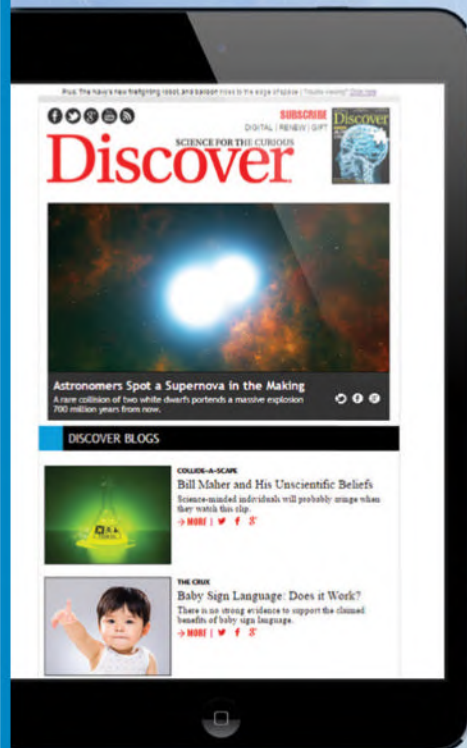 Plus: The Navy's new firefighting robot, and balloon rides to the edge of space | Trouble viewing? Click here
SUBSCRIBE
DIGITAL | RENEW | GIFT
SCIENCE FOR THE CURIOUS
Discover
Discover
Astronomers Spot a Supernova in the Making
A rare collision of two white dwarfs portends a massive explosion
700 million years from now.
DISCOVER BLOGS
COLLIDE-A-SCAPE
Bill Maher and His Unscientific Beliefs
Science-minded individuals will probably cringe when
they watch this clip.
→ MORE |
THE CRUX
Baby Sign Language: Does it Work?
There is no strong evidence to support the claimed
benefits of baby sign language.
→ MORE |